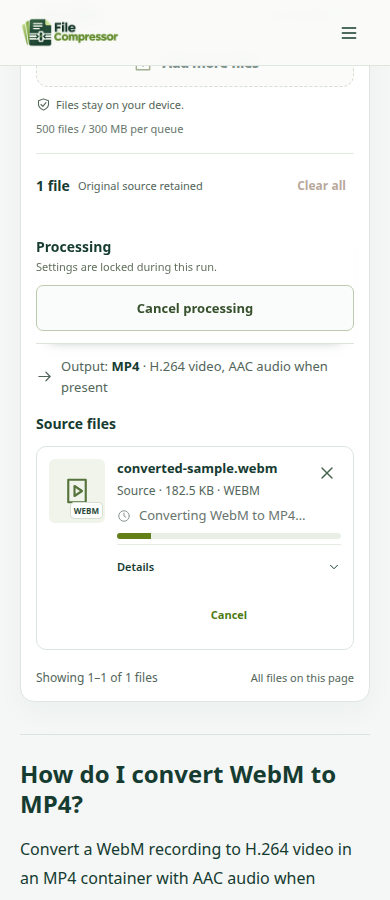 File
Compressor
Add more files
Files stay on your device.
500 files / 300 MB per queue
1 file Original source retained Clear all
Processing
Settings are locked during this run.
Cancel processing
Output: MP4 · H.264 video, AAC audio when
present
Source files
converted-sample.webm
Source · 182.5 KB · WEBM
WEBM
Converting WebM to MP4...
Details
Cancel
Showing 1–1 of 1 files All files on this page
How do I convert WebM to
MP4?
Convert a WebM recording to H.264 video in
an MP4 container with AAC audio when